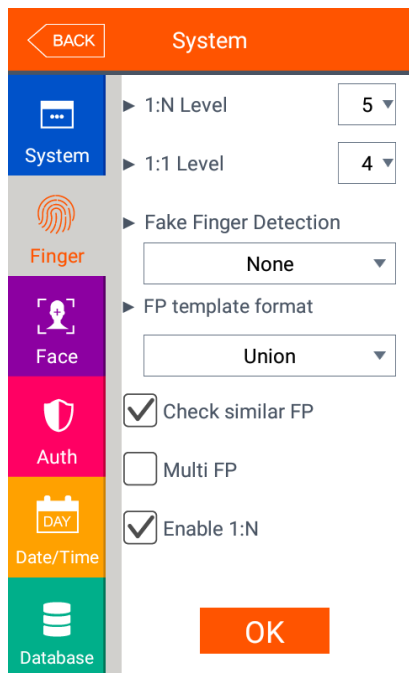 BACK
System
System
Finger
Face
Auth
DAY
Date/Time
Database
▶ 1:N Level 5 ▼
▶ 1:1 Level 4 ▼
▶ Fake Finger Detection
None ▼
▶ FP template format
Union ▼
Check similar FP
Multi FP
Enable 1:N
OK